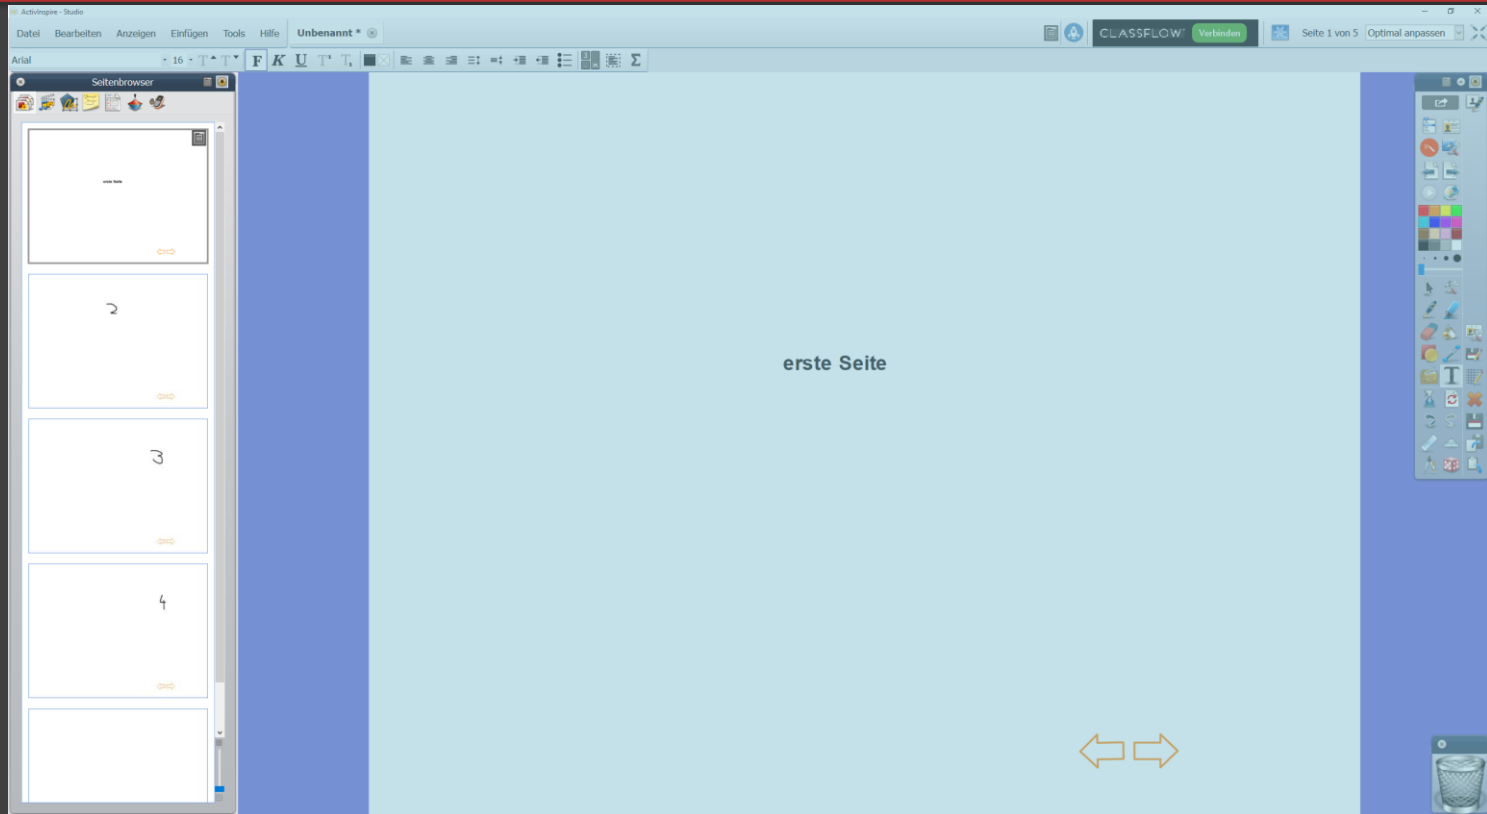 ActivInspire - Studio
Datei Bearbeiten Anzeigen Einfügen Tools Hilfe Unbenannt *
CLASSFLOW Verbinden Seite 1 von 5 Optimal anpassen
Arial 16 T T F K U T T Σ
Seitenbrowser
erste Seite
2
3
4
erste Seite
T